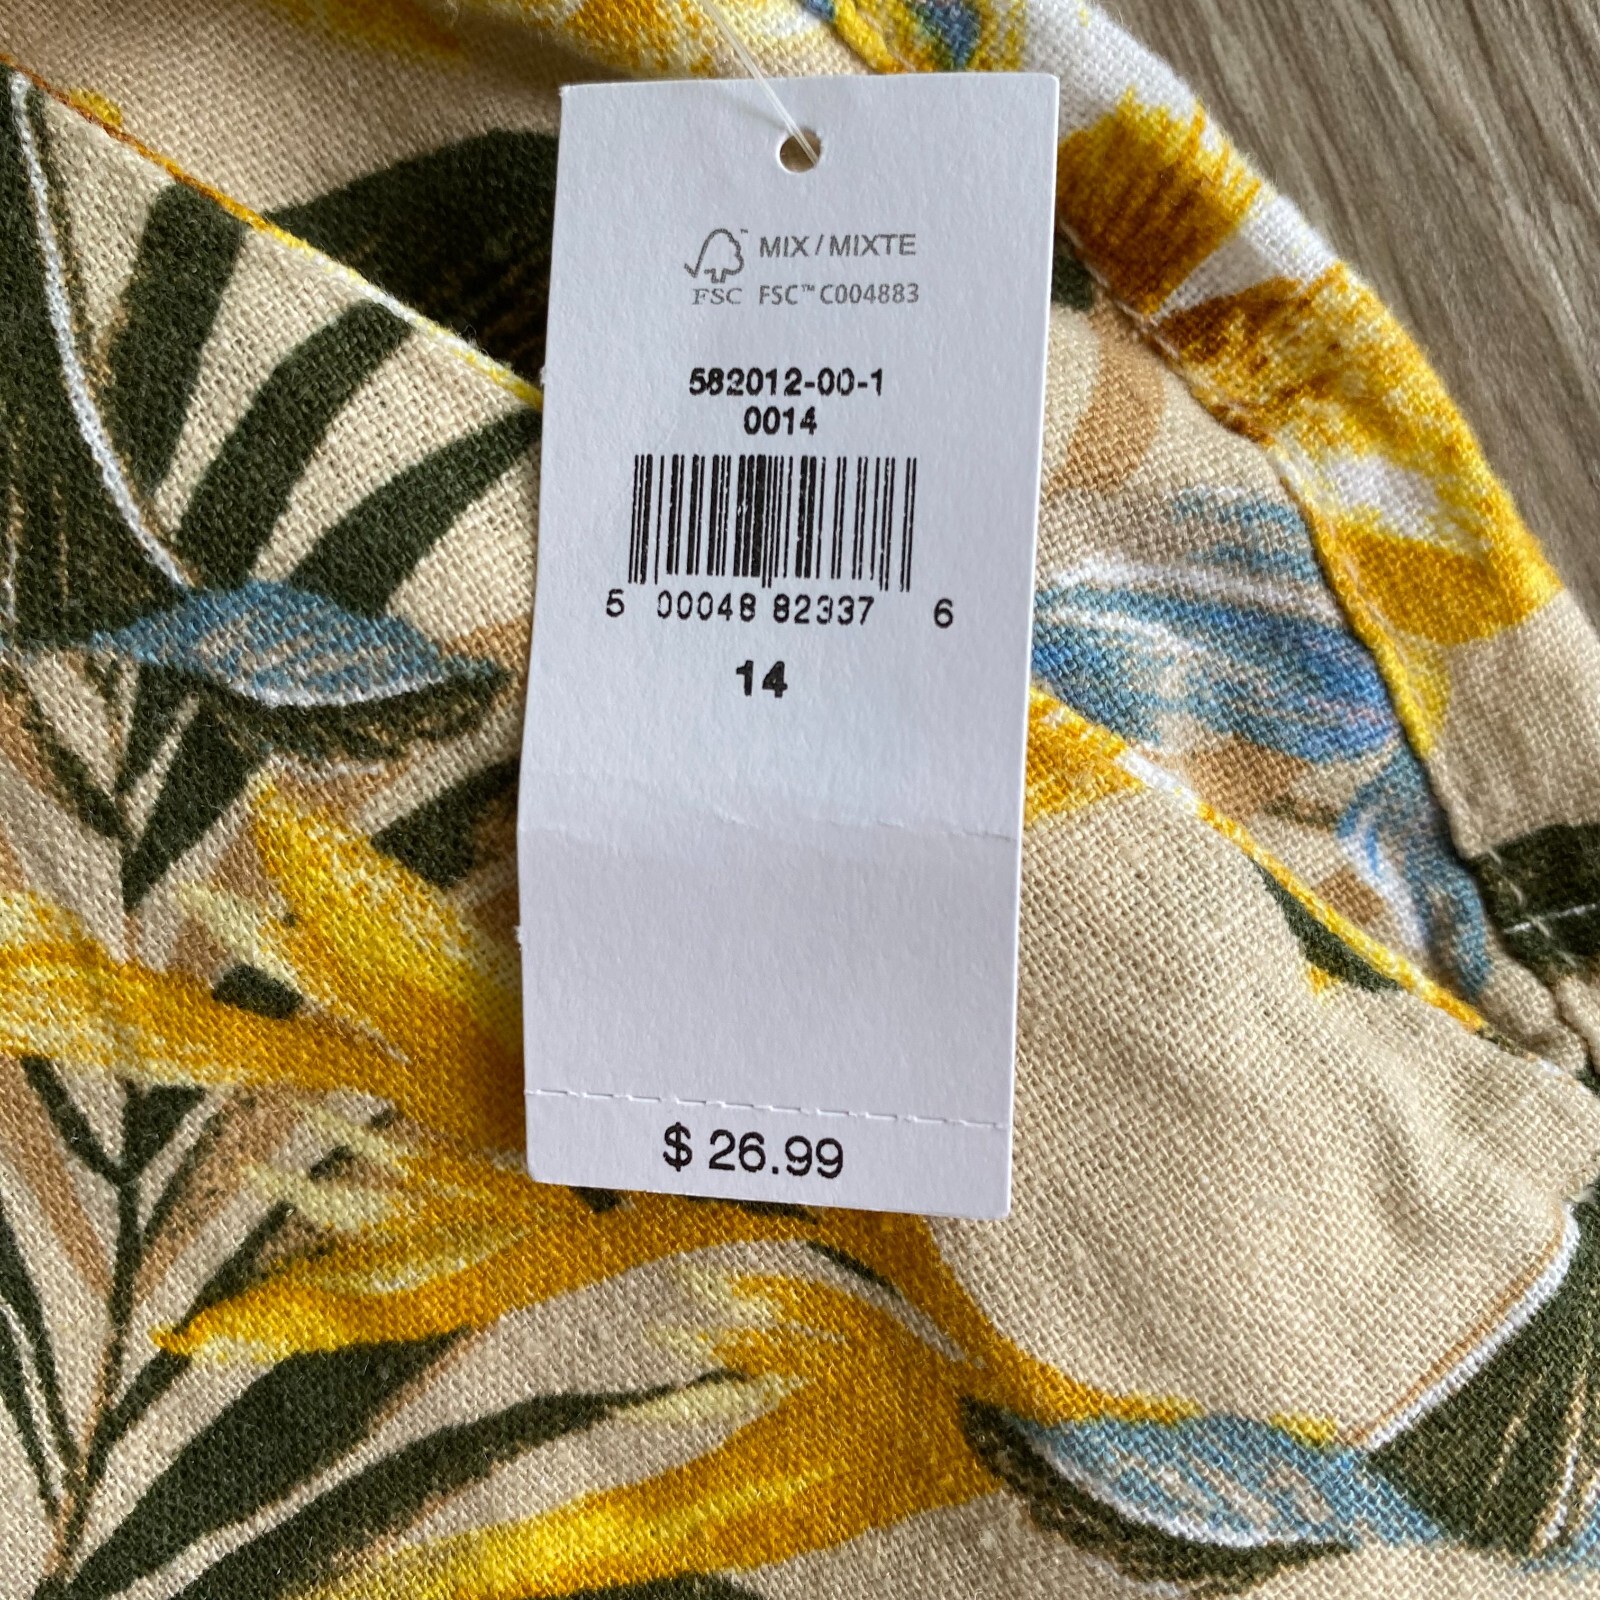 MIX / MIXTE
FSC FSC™ C004883
582012-00-1
0014
5 00048 82337 6
14
$ 26.99